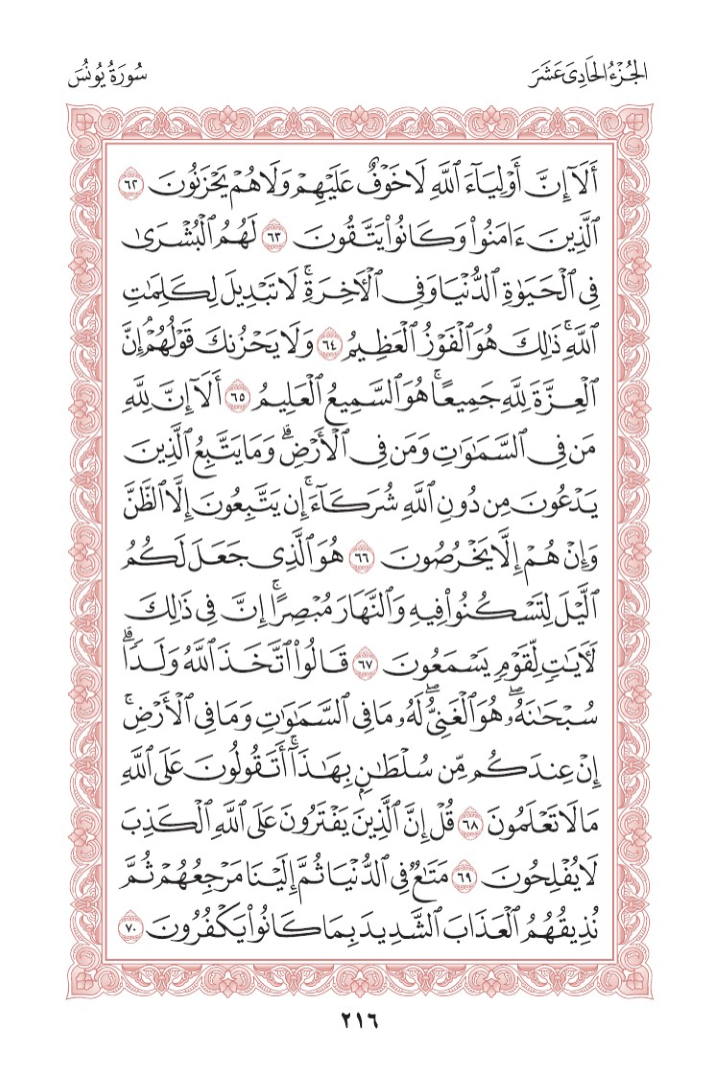 الجُزْءُ الحَادِى عَشَرَ
سُورَةُ يُونُسَ
أَلَآ إِنَّ أَوْلِيَآءَ ٱللَّهِ لَا خَوْفٌ عَلَيْهِمْ وَلَا هُمْ يَحْزَنُونَ ٦٢
ٱلَّذِينَ ءَامَنُوا۟ وَكَانُوا۟ يَتَّقُونَ ٦٣ لَهُمُ ٱلْبُشْرَىٰ
فِى ٱلْحَيَوٰةِ ٱلدُّنْيَا وَفِى ٱلْءَاخِرَةِ ۚ لَا تَبْدِيلَ لِكَلِمَٰتِ
ٱللَّهِ ۚ ذَٰلِكَ هُوَ ٱلْفَوْزُ ٱلْعَظِيمُ ٦٤ وَلَا يَحْزُنكَ قَوْلُهُمْ ۘ إِنَّ
ٱلْعِزَّةَ لِلَّهِ جَمِيعًا ۚ هُوَ ٱلسَّمِيعُ ٱلْعَلِيمُ ٦٥ أَلَآ إِنَّ لِلَّهِ
مَن فِى ٱلسَّمَٰوَٰتِ وَمَن فِى ٱلْأَرْضِ ۗ وَمَا يَتَّبِعُ ٱلَّذِينَ
يَدْعُونَ مِن دُونِ ٱللَّهِ شُرَكَآءَ ۚ إِن يَتَّبِعُونَ إِلَّا ٱلظَّنَّ
وَإِنْ هُمْ إِلَّا يَخْرُصُونَ ٦٦ هُوَ ٱلَّذِى جَعَلَ لَكُمُ
ٱلَّيْلَ لِتَسْكُنُوا۟ فِيهِ وَٱلنَّهَارَ مُبْصِرًا ۚ إِنَّ فِى ذَٰلِكَ
لَءَايَٰتٍ لِّقَوْمٍ يَسْمَعُونَ ٦٧ قَالُوا۟ ٱتَّخَذَ ٱللَّهُ وَلَدًا ۗ
سُبْحَٰنَهُۥ ۖ هُوَ ٱلْغَنِىُّ ۖ لَهُۥ مَا فِى ٱلسَّمَٰوَٰتِ وَمَا فِى ٱلْأَرْضِ ۚ
إِنْ عِندَكُم مِّن سُلْطَٰنٍۭ بِهَٰذَآ ۚ أَتَقُولُونَ عَلَى ٱللَّهِ
مَا لَا تَعْلَمُونَ ٦٨ قُلْ إِنَّ ٱلَّذِينَ يَفْتَرُونَ عَلَى ٱللَّهِ ٱلْكَذِبَ
لَا يُفْلِحُونَ ٦٩ مَتَٰعٌ فِى ٱلدُّنْيَا ثُمَّ إِلَيْنَا مَرْجِعُهُمْ ثُمَّ
نُذِيقُهُمُ ٱلْعَذَابَ ٱلشَّدِيدَ بِمَا كَانُوا۟ يَكْفُرُونَ ٧٠
٢١٦